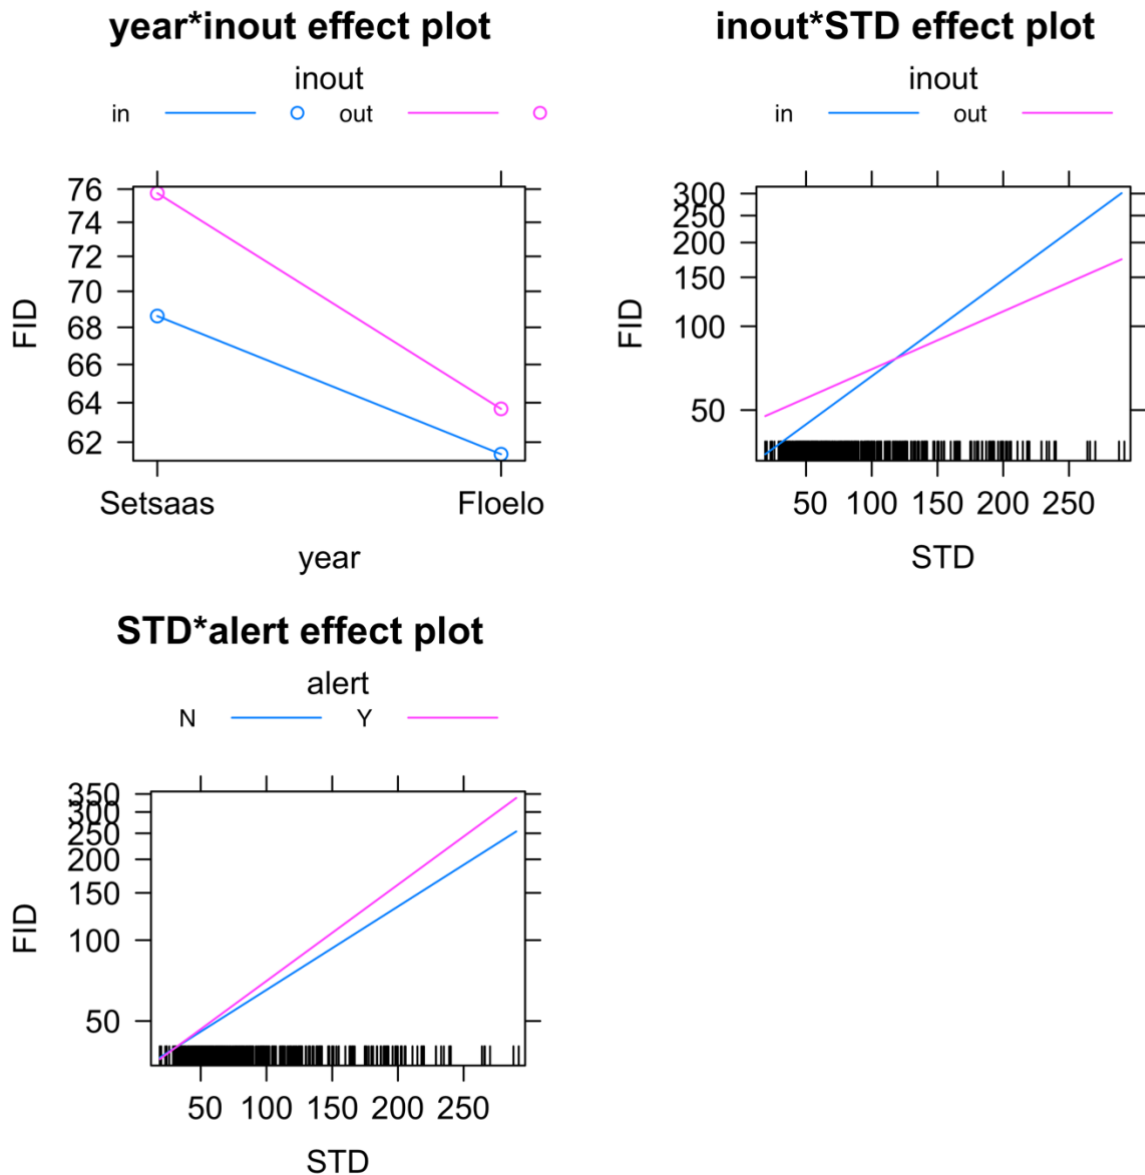 year*inout effect plot
inout
in out
76
74
72
70
68
66
64
62
FID
Setsaas Floelo
year
inout*STD effect plot
inout
in out
300
250
200
150
100
50
FID
50 100 150 200 250
STD
STD*alert effect plot
alert
N Y
350
300
250
200
150
100
50
FID
50 100 150 200 250
STD